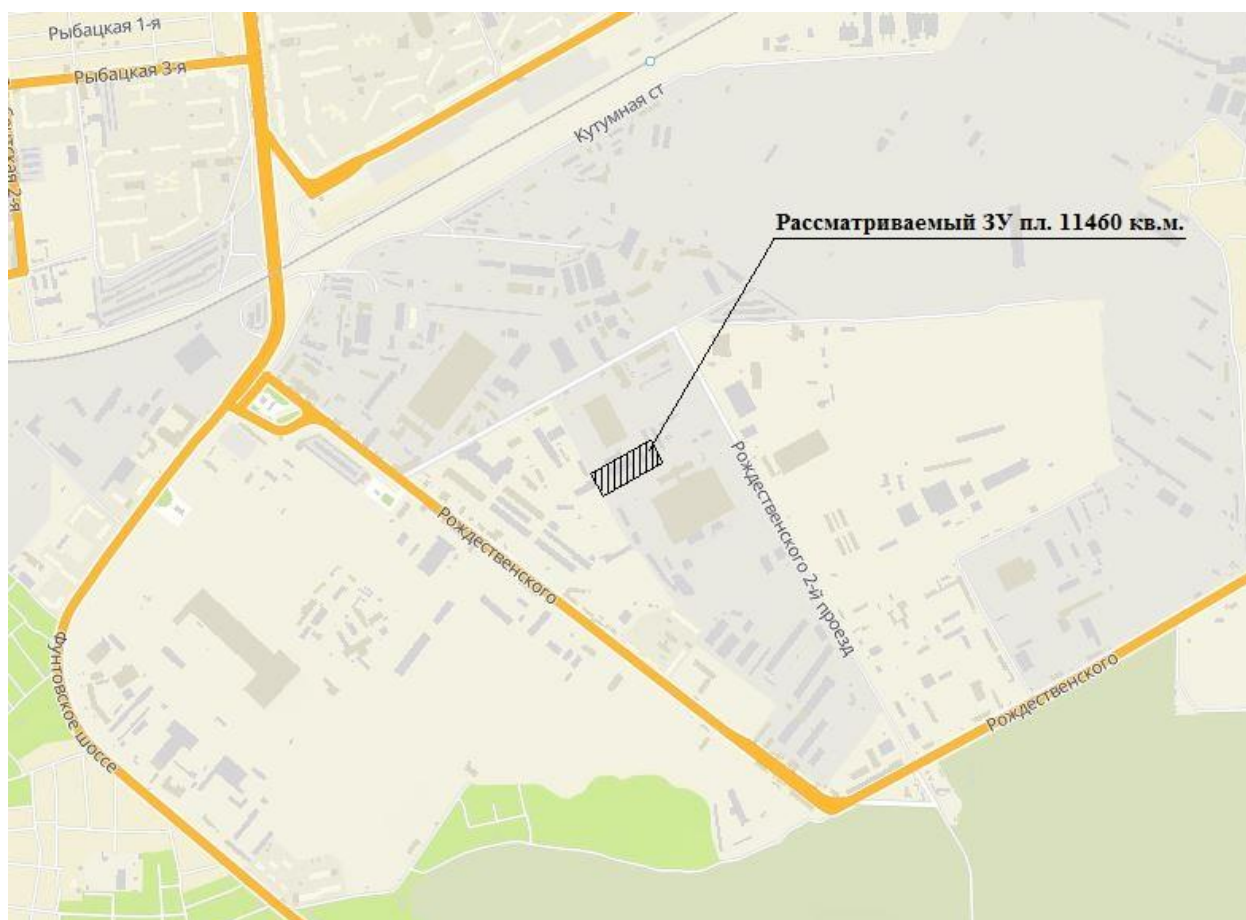 Рыбацкая 1-я
Рыбацкая 3-я
Кутумная ст
Рассматриваемый ЗУ пл. 11460 кв.м.
Рождественского
Рождественского 2-й проезд
Рождественского
Фунтовское шоссе